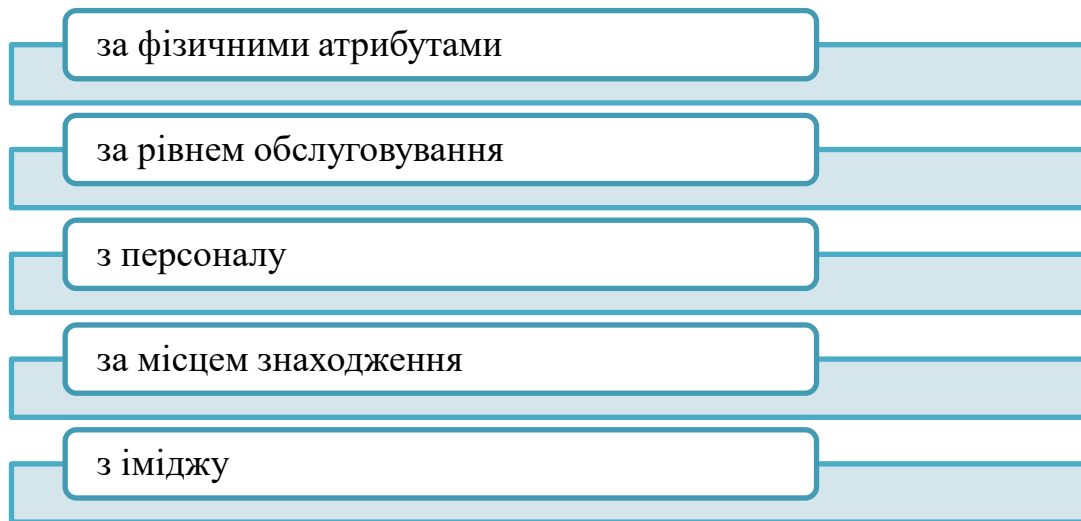 за фізичними атрибутами
за рівнем обслуговування
з персоналу
за місцем знаходження
з іміджу